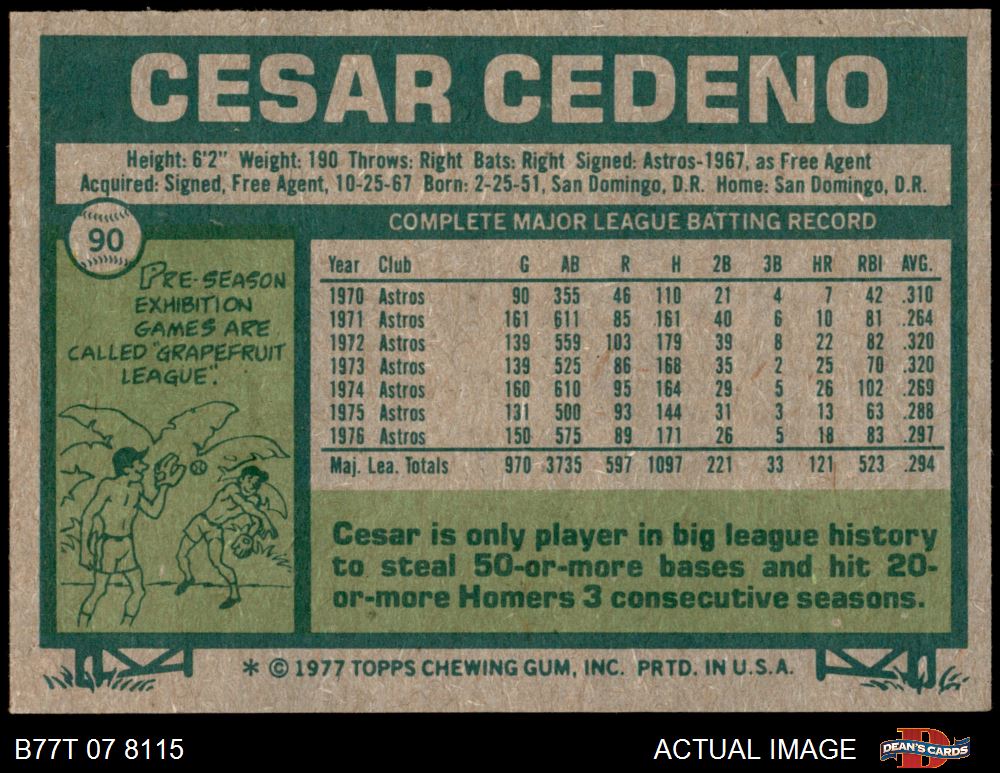 CESAR CEDENO
Height: 6'2" Weight: 190 Throws: Right Bats: Right Signed: Astros-1967, as Free Agent
Acquired: Signed, Free Agent, 10-25-67 Born: 2-25-51, San Domingo, D.R. Home: San Domingo, D.R.
90
PRE-SEASON
EXHIBITION
GAMES ARE
CALLED "GRAPEFRUIT
LEAGUE".
COMPLETE MAJOR LEAGUE BATTING RECORD
Year Club G AB R H 2B 3B HR RBI AVG.
1970 Astros 90 355 46 110 21 4 7 42 .310
1971 Astros 161 611 85 161 40 6 10 81 .264
1972 Astros 139 559 103 179 39 8 22 82 .320
1973 Astros 139 525 86 168 35 2 25 70 .320
1974 Astros 160 610 95 164 29 5 26 102 .269
1975 Astros 131 500 93 144 31 3 13 63 .288
1976 Astros 150 575 89 171 26 5 18 83 .297
Maj. Lea. Totals 970 3735 597 1097 221 33 121 523 .294
Cesar is only player in big league history
to steal 50-or-more bases and hit 20-
or-more Homers 3 consecutive seasons.
* © 1977 TOPPS CHEWING GUM, INC. PRTD. IN U.S.A.
B77T 07 8115
ACTUAL IMAGE
B
DEAN'S CARDS